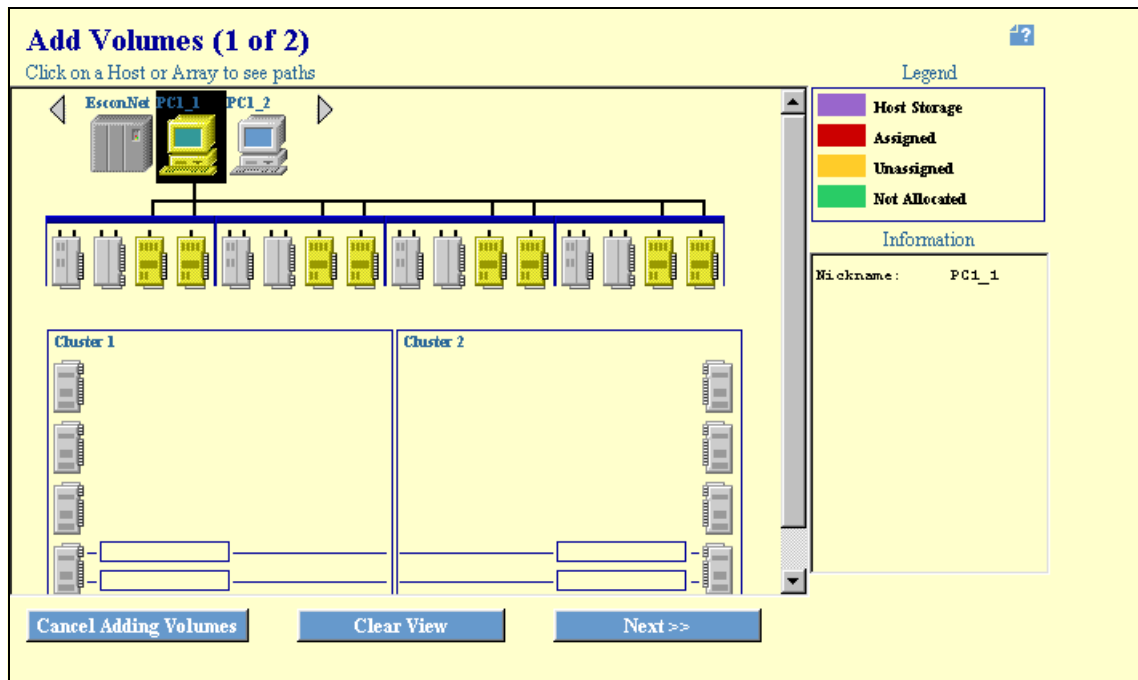 Add Volumes (1 of 2)
?
Click on a Host or Array to see paths
Legend
EsconNet PC1_1 PC1_2
Host Storage
Assigned
Unassigned
Not Allocated
Information
Nickname: PC1_1
Cluster 1
Cluster 2
Cancel Adding Volumes
Clear View
Next >>